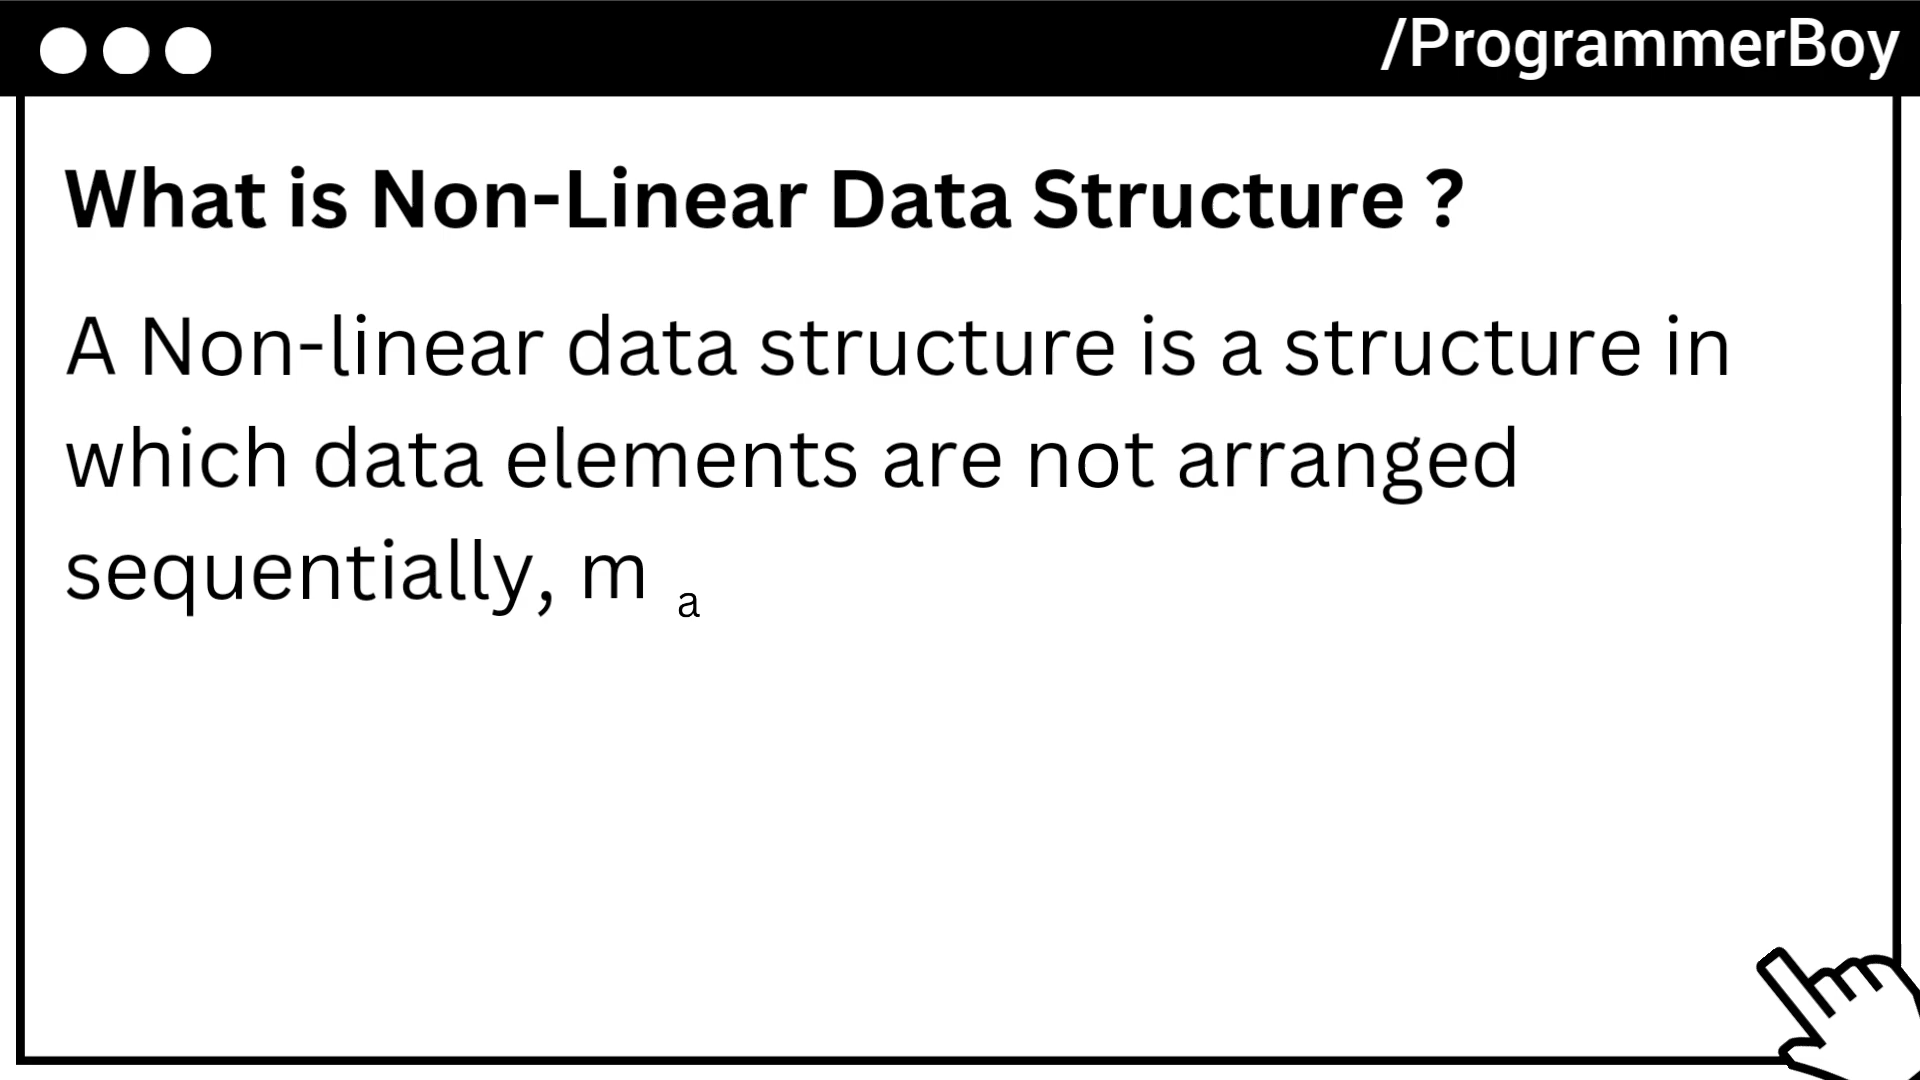 /ProgrammerBoy
What is Non-Linear Data Structure ?
A Non-linear data structure is a structure in
which data elements are not arranged
sequentially, m a